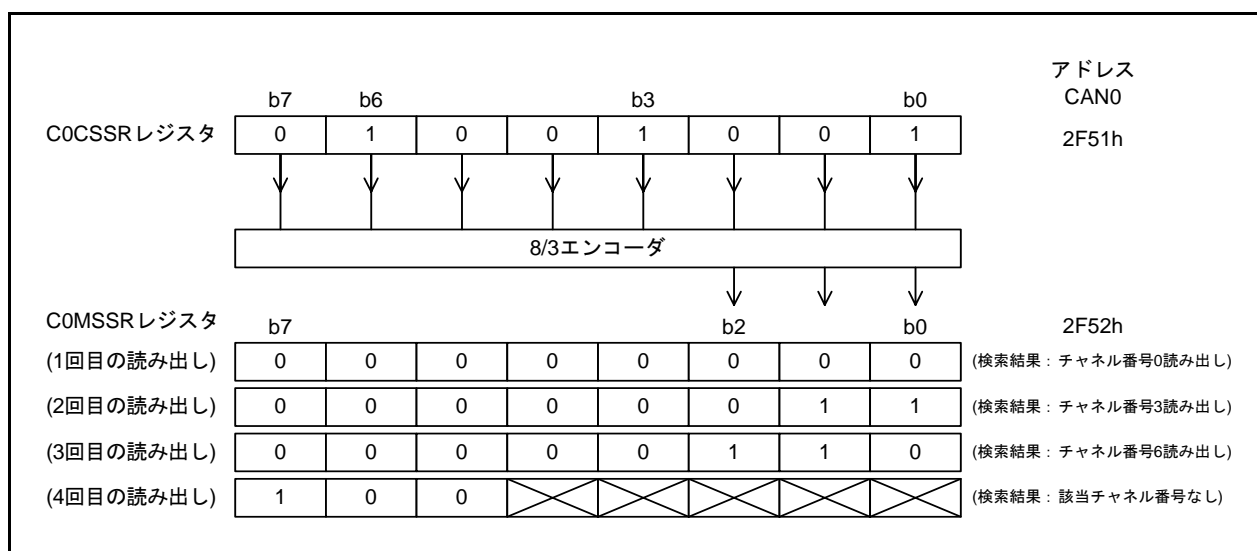 アドレス
b7 b6 b3 b0 CAN0
C0CSSRレジスタ 0 1 0 0 1 0 0 1 2F51h
8/3エンコーダ
C0MSSRレジスタ b7 b2 b0 2F52h
(1回目の読み出し) 0 0 0 0 0 0 0 0 (検索結果：チャネル番号0読み出し)
(2回目の読み出し) 0 0 0 0 0 0 1 1 (検索結果：チャネル番号3読み出し)
(3回目の読み出し) 0 0 0 0 0 1 1 0 (検索結果：チャネル番号6読み出し)
(4回目の読み出し) 1 0 0 (検索結果：該当チャネル番号なし)